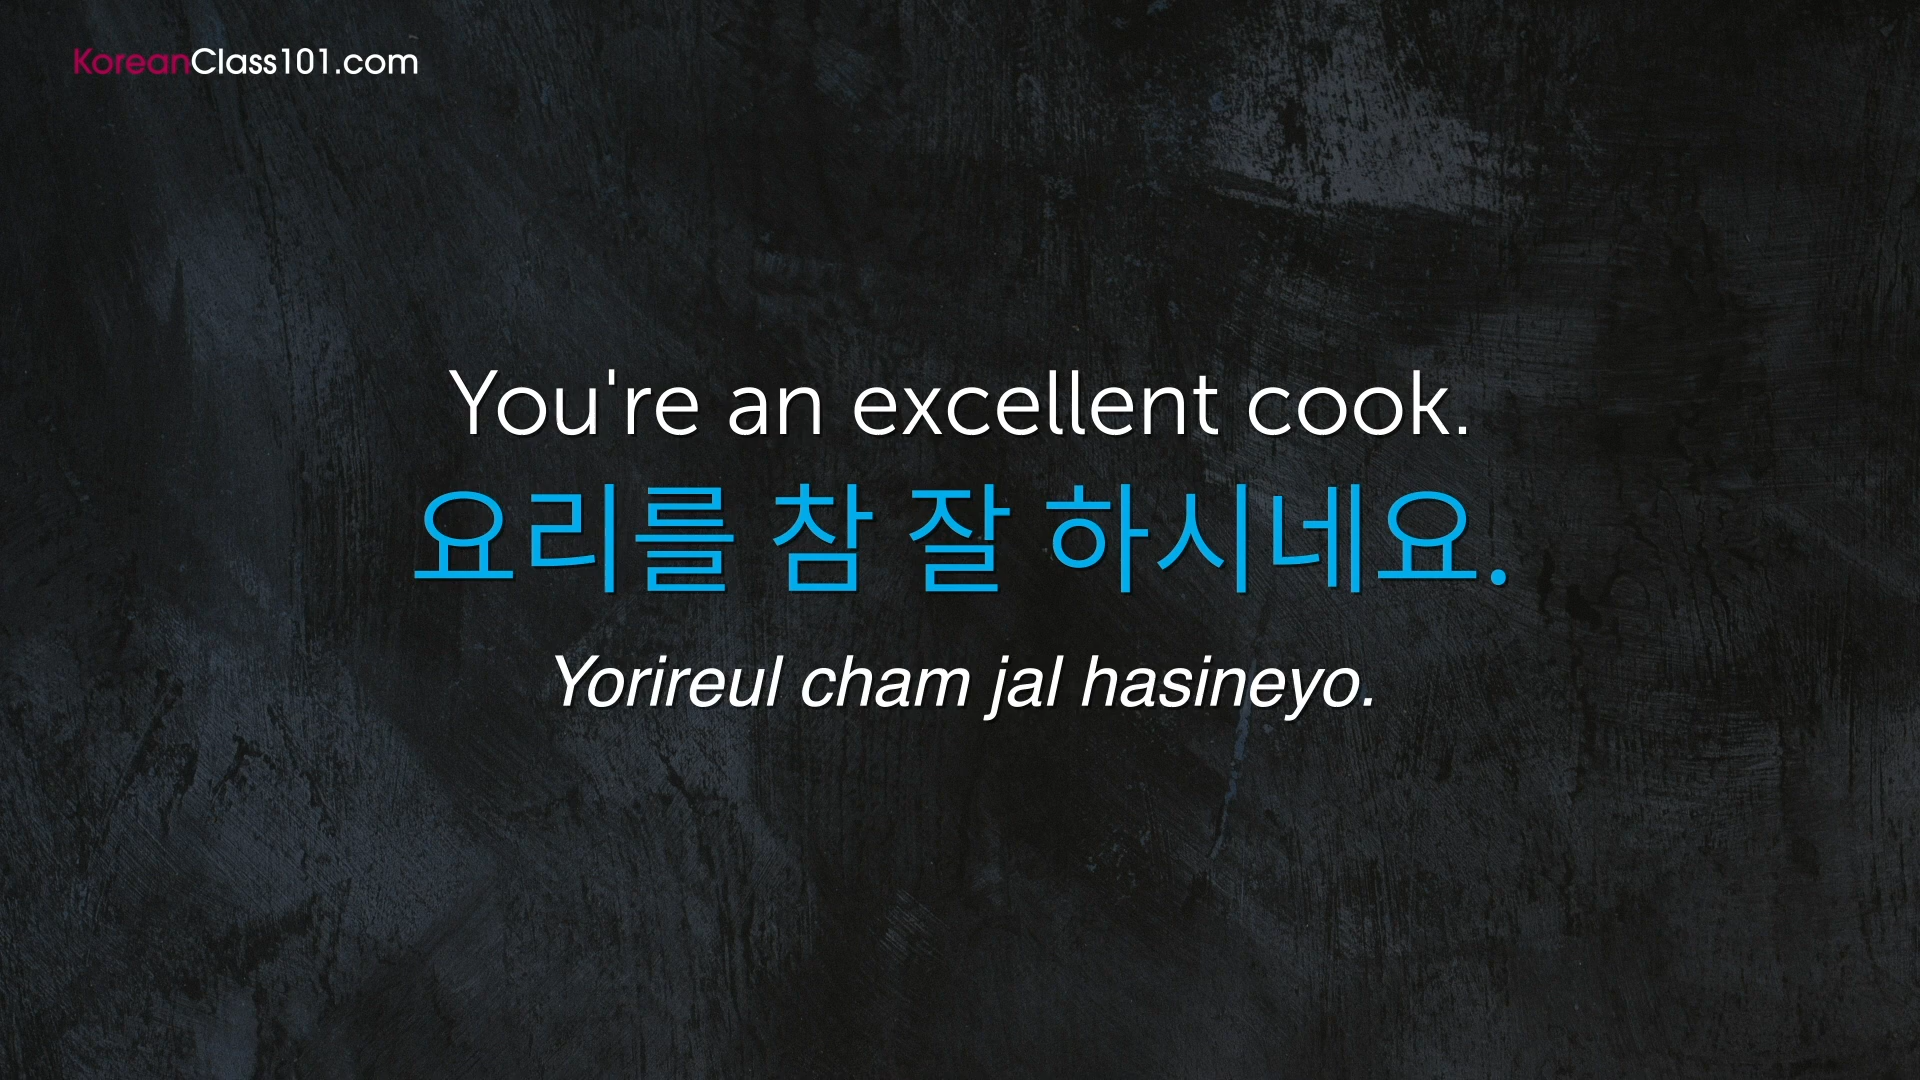 KoreanClass101.com
You're an excellent cook.
요리를 참 잘 하시네요.
Yorireul cham jal hasineyo.